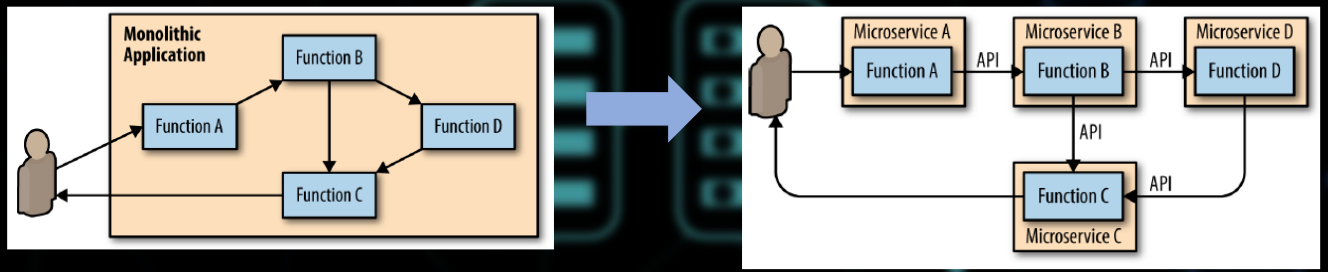 Monolithic
Application
Function B
Function A
Function D
Function C
Microservice A
Microservice B
Microservice D
Function A
API
Function B
API
Function D
API
Function C
API
Microservice C